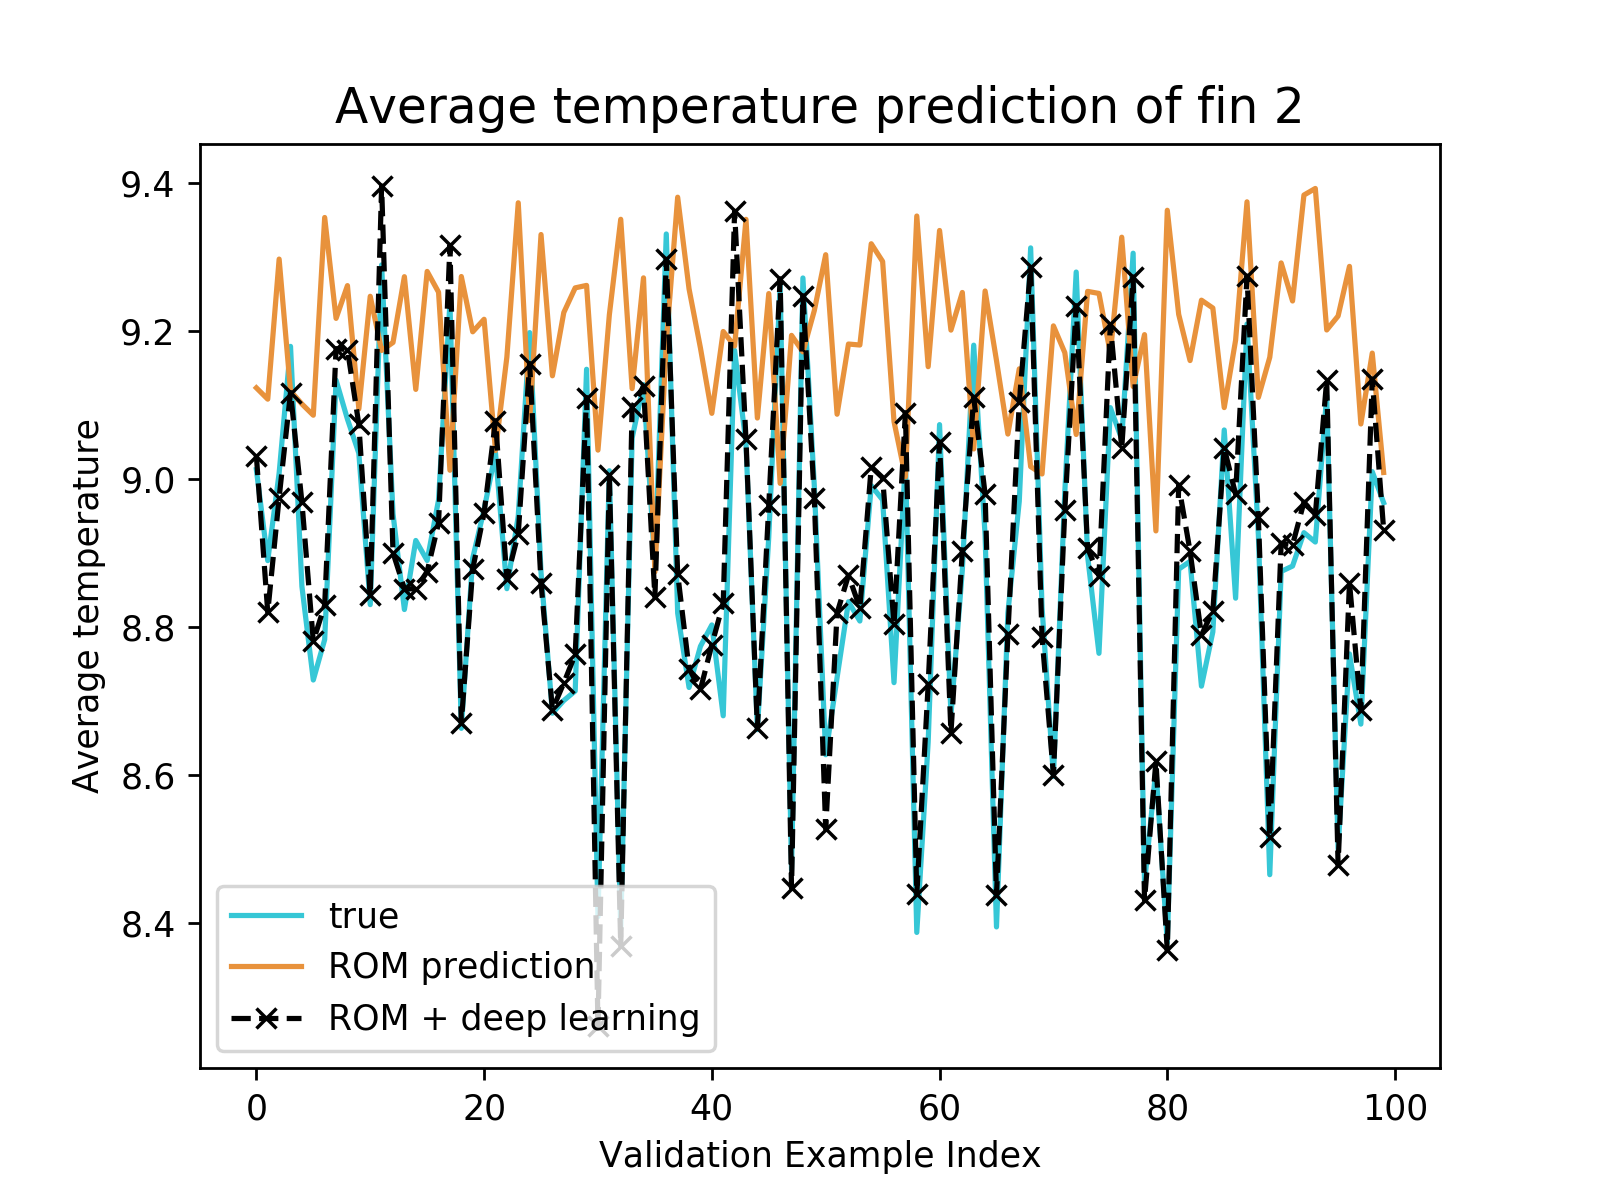 Average temperature prediction of fin 2
9.4
9.2
9.0
8.8
8.6
8.4
Average temperature
true
ROM prediction
ROM + deep learning
0 20 40 60 80 100
Validation Example Index